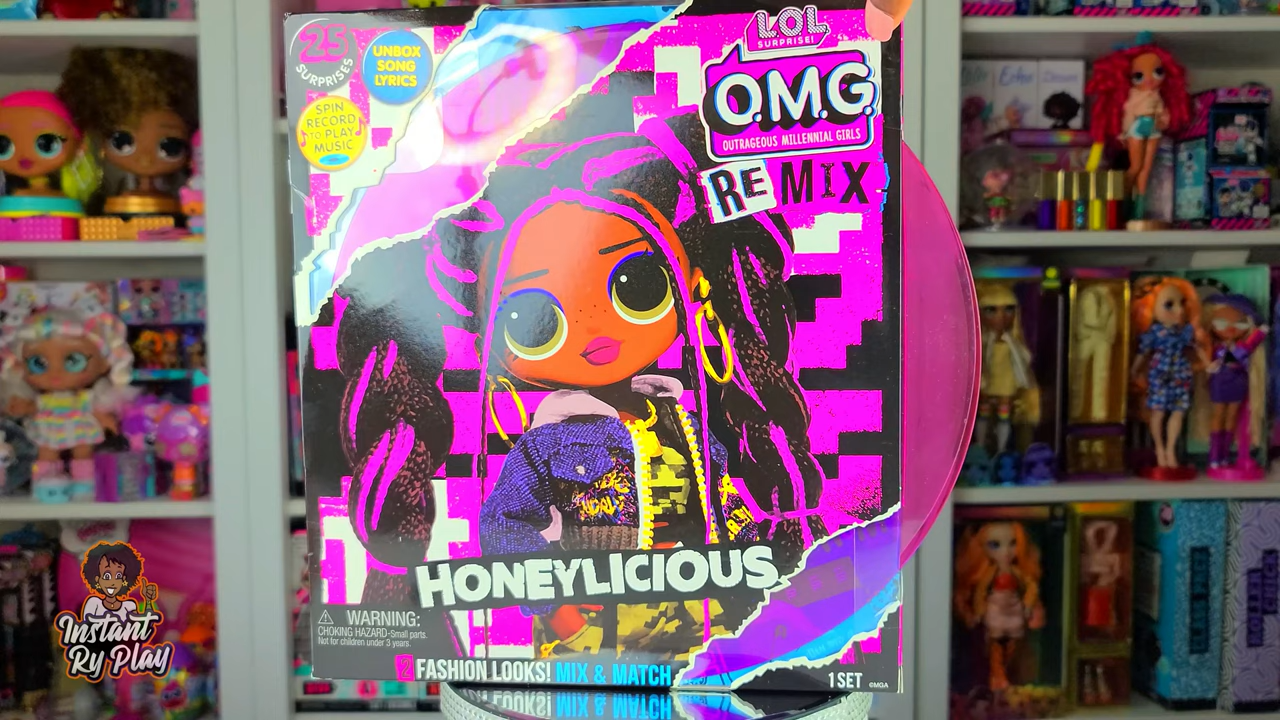 25
SURPRISES
UNBOX
SONG
LYRICS
SPIN
RECORD
TO PLAY
MUSIC
L.O.L
SURPRISE!
O.M.G.
OUTRAGEOUS MILLENNIAL GIRLS
REMIX
HONEYLICIOUS
WARNING:
CHOKING HAZARD-Small parts.
Not for children under 3 years.
2 FASHION LOOKS! MIX & MATCH
1 SET ©MGA
Instant
Ry Play